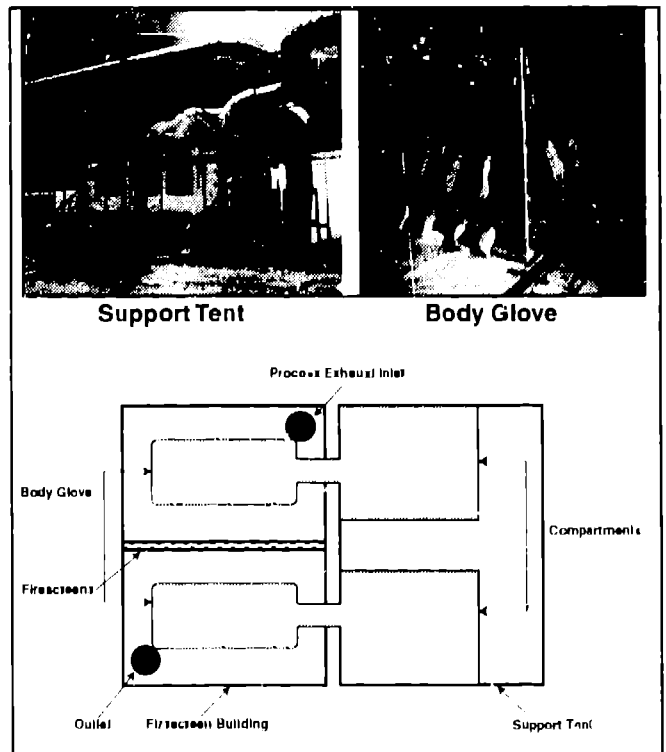 Support Tent
Body Glove
Process Exhaust Inlet
Body Glove
Compartments
Firescreens
Outlet
Firescreen Building
Support Tent